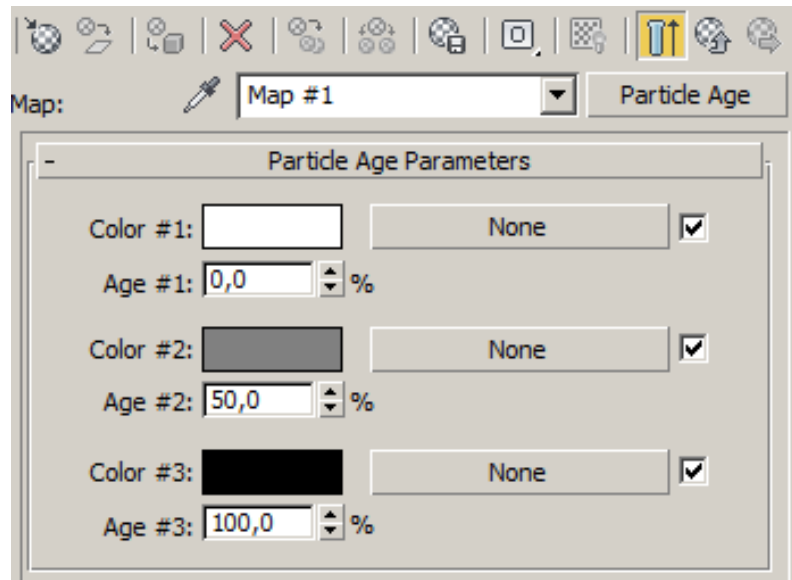 Map: Map #1 Particle Age
- Particle Age Parameters
Color #1: None
Age #1: 0,0 %
Color #2: None
Age #2: 50,0 %
Color #3: None
Age #3: 100,0 %